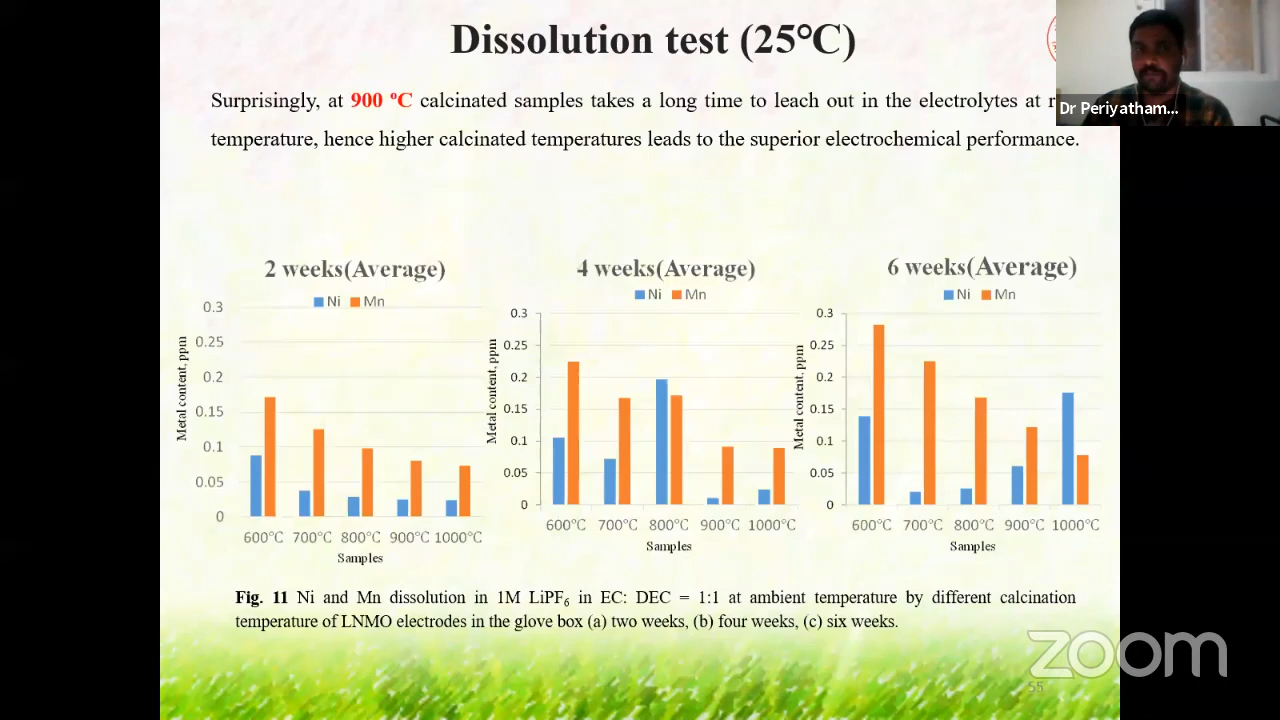 Dissolution test (25℃)
Surprisingly, at 900 ºC calcinated samples takes a long time to leach out in the electrolytes at
temperature, hence higher calcinated temperatures leads to the superior electrochemical performance.
Dr Periyatham...
2 weeks(Average)
Ni Mn
0.3
0.25
0.2
0.15
0.1
0.05
0
Metal content, ppm
600℃ 700℃ 800℃ 900℃ 1000℃
Samples
4 weeks(Average)
Ni Mn
0.3
0.25
0.2
0.15
0.1
0.05
0
Metal content, ppm
600℃ 700℃ 800℃ 900℃ 1000℃
Samples
6 weeks(Average)
Ni Mn
0.3
0.25
0.2
0.15
0.1
0.05
0
Metal content, ppm
600℃ 700℃ 800℃ 900℃ 1000℃
Samples
Fig. 11 Ni and Mn dissolution in 1M LiPF₆ in EC: DEC = 1:1 at ambient temperature by different calcination
temperature of LNMO electrodes in the glove box (a) two weeks, (b) four weeks, (c) six weeks.
zoom
55